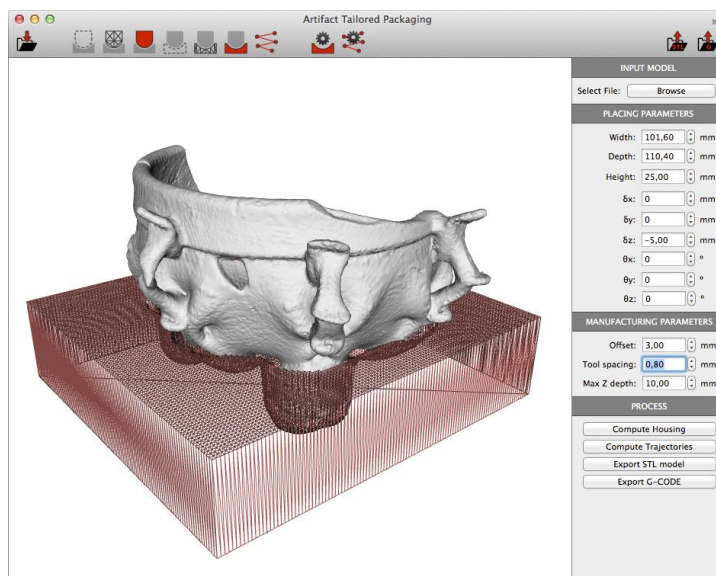 Artifact Tailored Packaging
STL
G
INPUT MODEL
Select File: Browse
PLACING PARAMETERS
Width: 101,60 mm
Depth: 110,40 mm
Height: 25,00 mm
δx: 0 mm
δy: 0 mm
δz: -5,00 mm
θx: 0 °
θy: 0 °
θz: 0 °
MANUFACTURING PARAMETERS
Offset: 3,00 mm
Tool spacing: 0,80 mm
Max Z depth: 10,00 mm
PROCESS
Compute Housing
Compute Trajectories
Export STL model
Export G-CODE